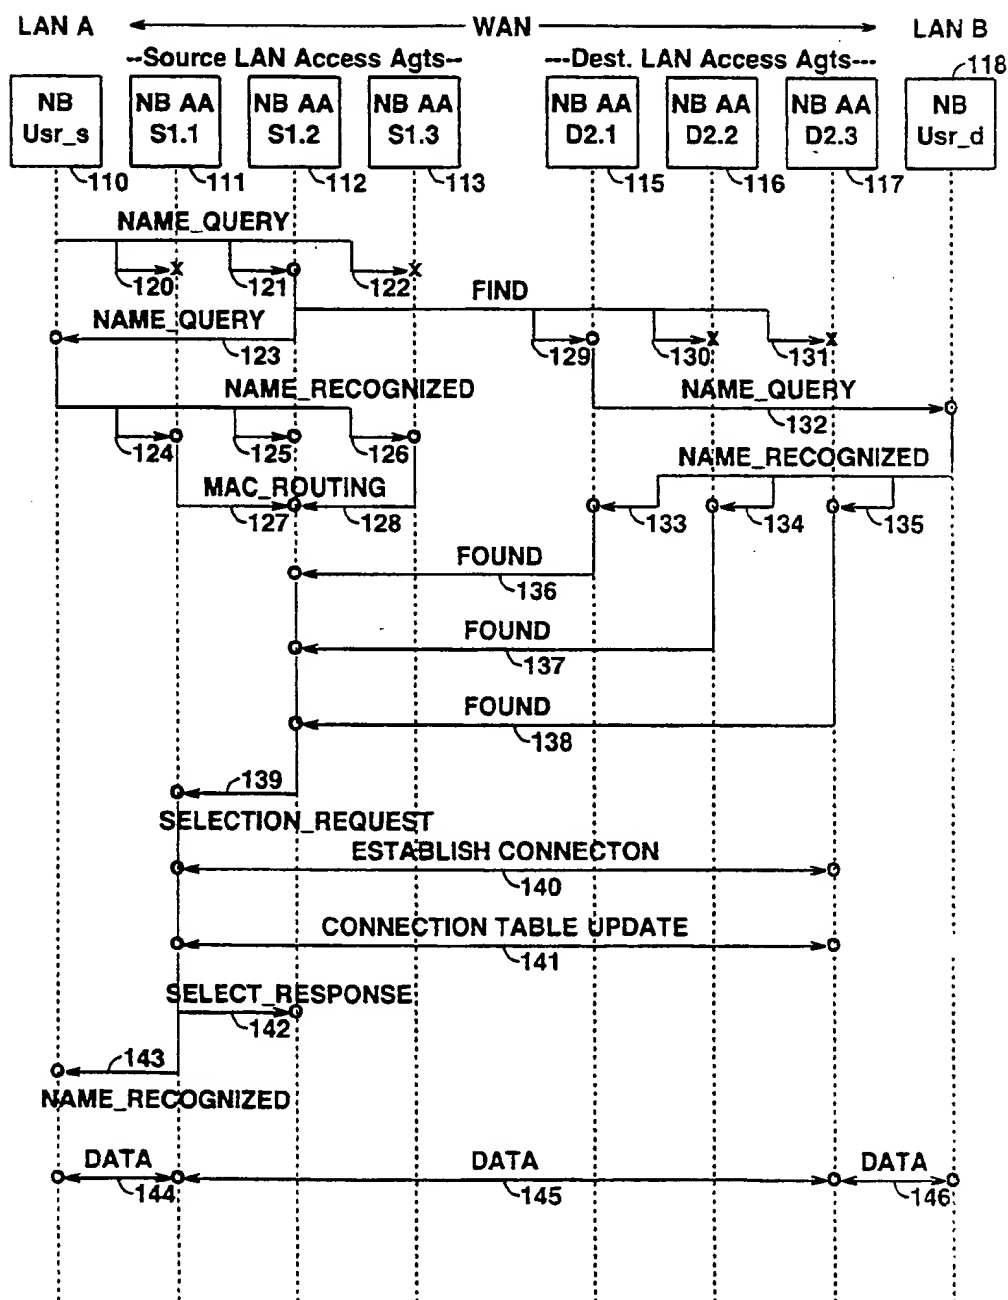 LAN A WAN LAN B
--Source LAN Access Agts-- ---Dest. LAN Access Agts---
118
NB Usr_s
NB AA S1.1
NB AA S1.2
NB AA S1.3
NB AA D2.1
NB AA D2.2
NB AA D2.3
NB Usr_d
110 111 112 113 115 116 117
NAME_QUERY
120 121 122
FIND
NAME_QUERY
123 129 130 131
NAME_RECOGNIZED
NAME_QUERY
132
124 125 126
NAME_RECOGNIZED
MAC_ROUTING
127 128 133 134 135
FOUND
136
FOUND
137
FOUND
138
139
SELECTION_REQUEST
ESTABLISH CONNECTON
140
CONNECTION TABLE UPDATE
141
SELECT_RESPONSE
142
143
NAME_RECOGNIZED
DATA DATA DATA
144 145 146